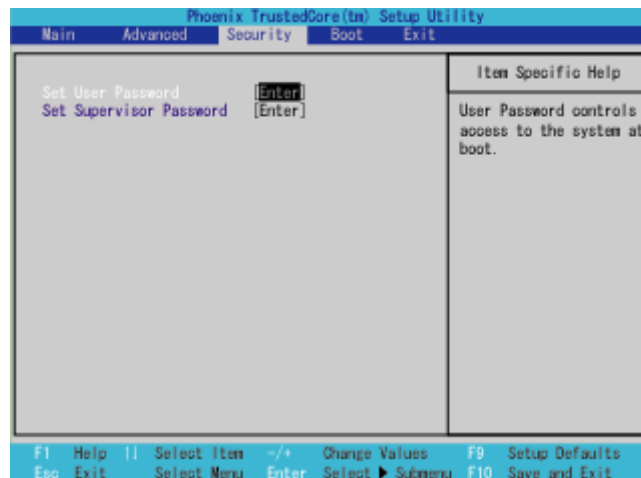 Phoenix TrustedCore(tm) Setup Utility
Main Advanced Security Boot Exit
Item Specific Help
Set User Password [Enter]
Set Supervisor Password [Enter]
User Password controls
access to the system at
boot.
F1 Help ↑↓ Select Item -/+ Change Values F9 Setup Defaults
Esc Exit Select Menu Enter Select ▶ Submenu F10 Save and Exit